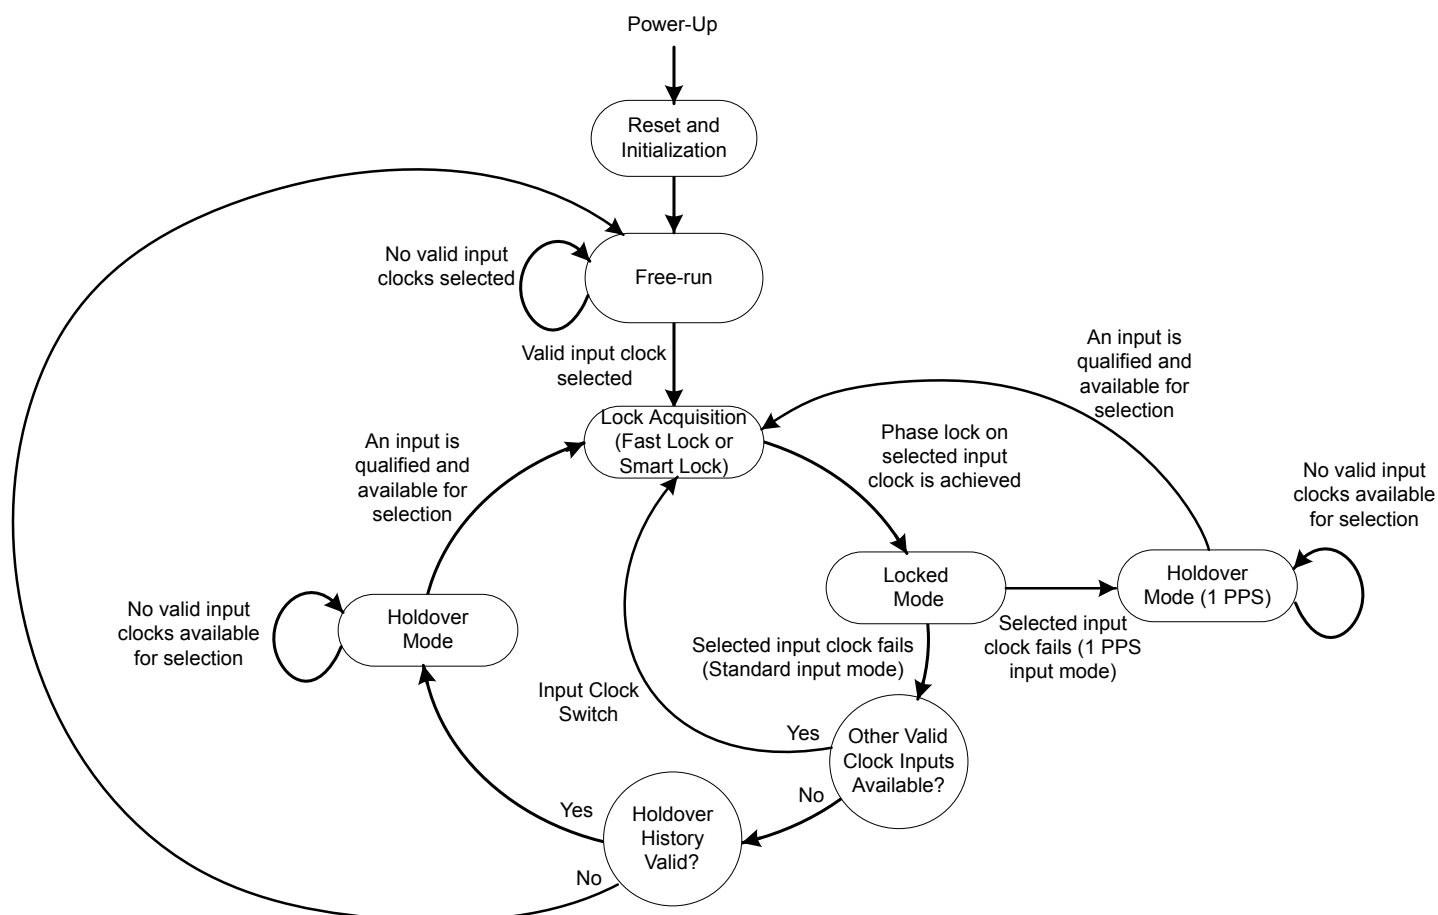 Power-Up
Reset and
Initialization
No valid input
clocks selected
Free-run
Valid input clock
selected
An input is
qualified and
available for
selection
Lock Acquisition
(Fast Lock or
Smart Lock)
An input is
qualified and
available for
selection
Phase lock on
selected input
clock is achieved
No valid input
clocks available
for selection
Locked
Mode
Holdover
Mode (1 PPS)
No valid input
clocks available
for selection
Holdover
Mode
Selected input clock fails
(Standard input mode)
Selected input
clock fails (1 PPS
input mode)
Input Clock
Switch
Yes
Other Valid
Clock Inputs
Available?
No
Yes
Holdover
History
Valid?
No